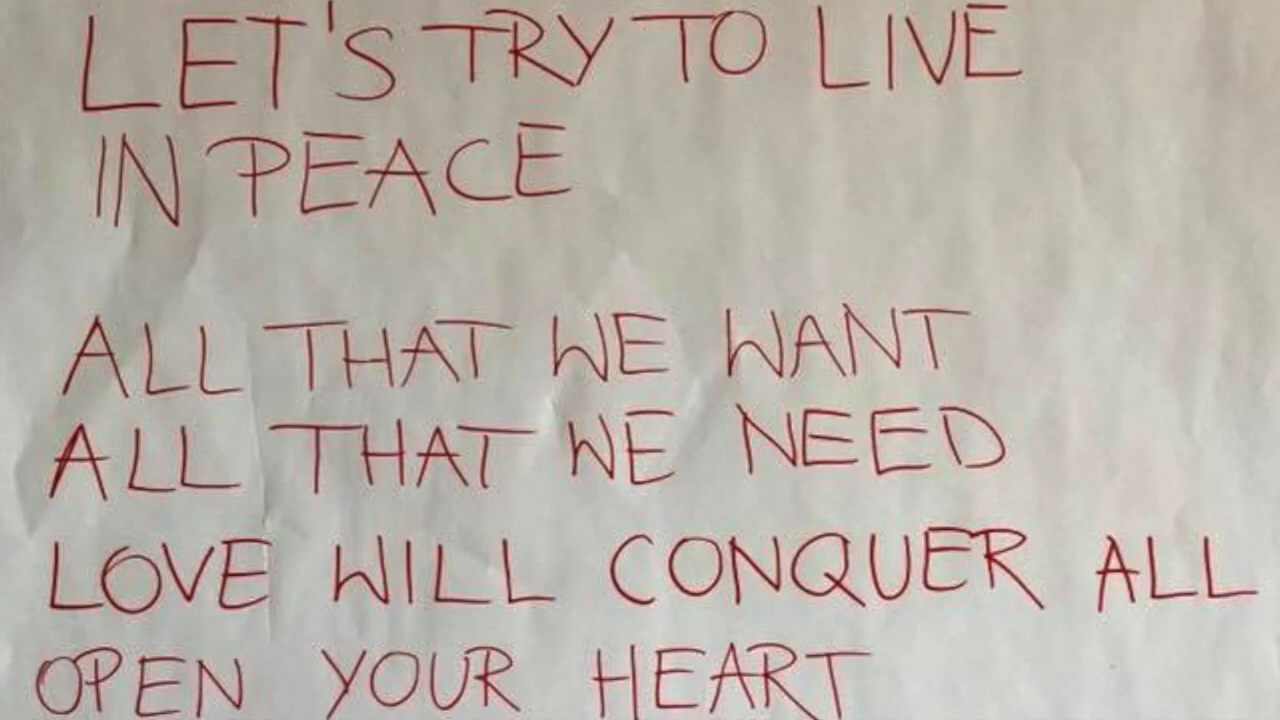 LET'S TRY TO LIVE
IN PEACE
ALL THAT WE WANT
ALL THAT WE NEED
LOVE WILL CONQUER ALL
OPEN YOUR HEART